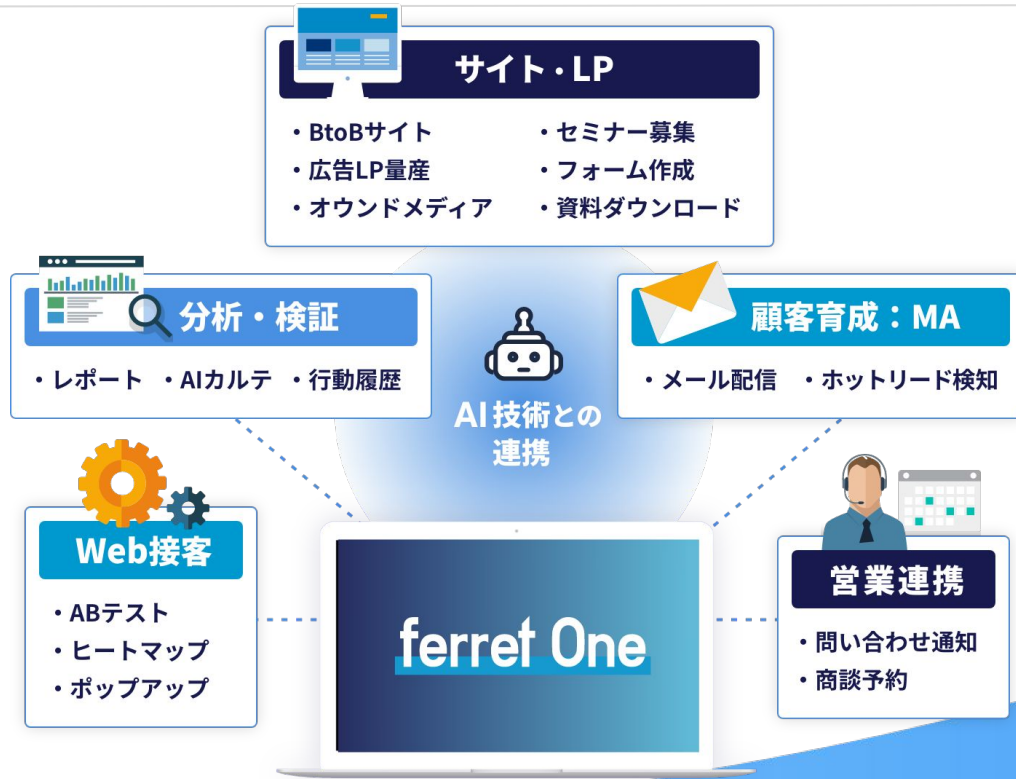 サイト・LP
・BtoBサイト
・広告LP量産
・オウンドメディア
・セミナー募集
・フォーム作成
・資料ダウンロード
分析・検証
・レポート ・AIカルテ ・行動履歴
AI技術との
連携
顧客育成：MA
・メール配信 ・ホットリード検知
Web接客
・ABテスト
・ヒートマップ
・ポップアップ
ferret One
営業連携
・問い合わせ通知
・商談予約